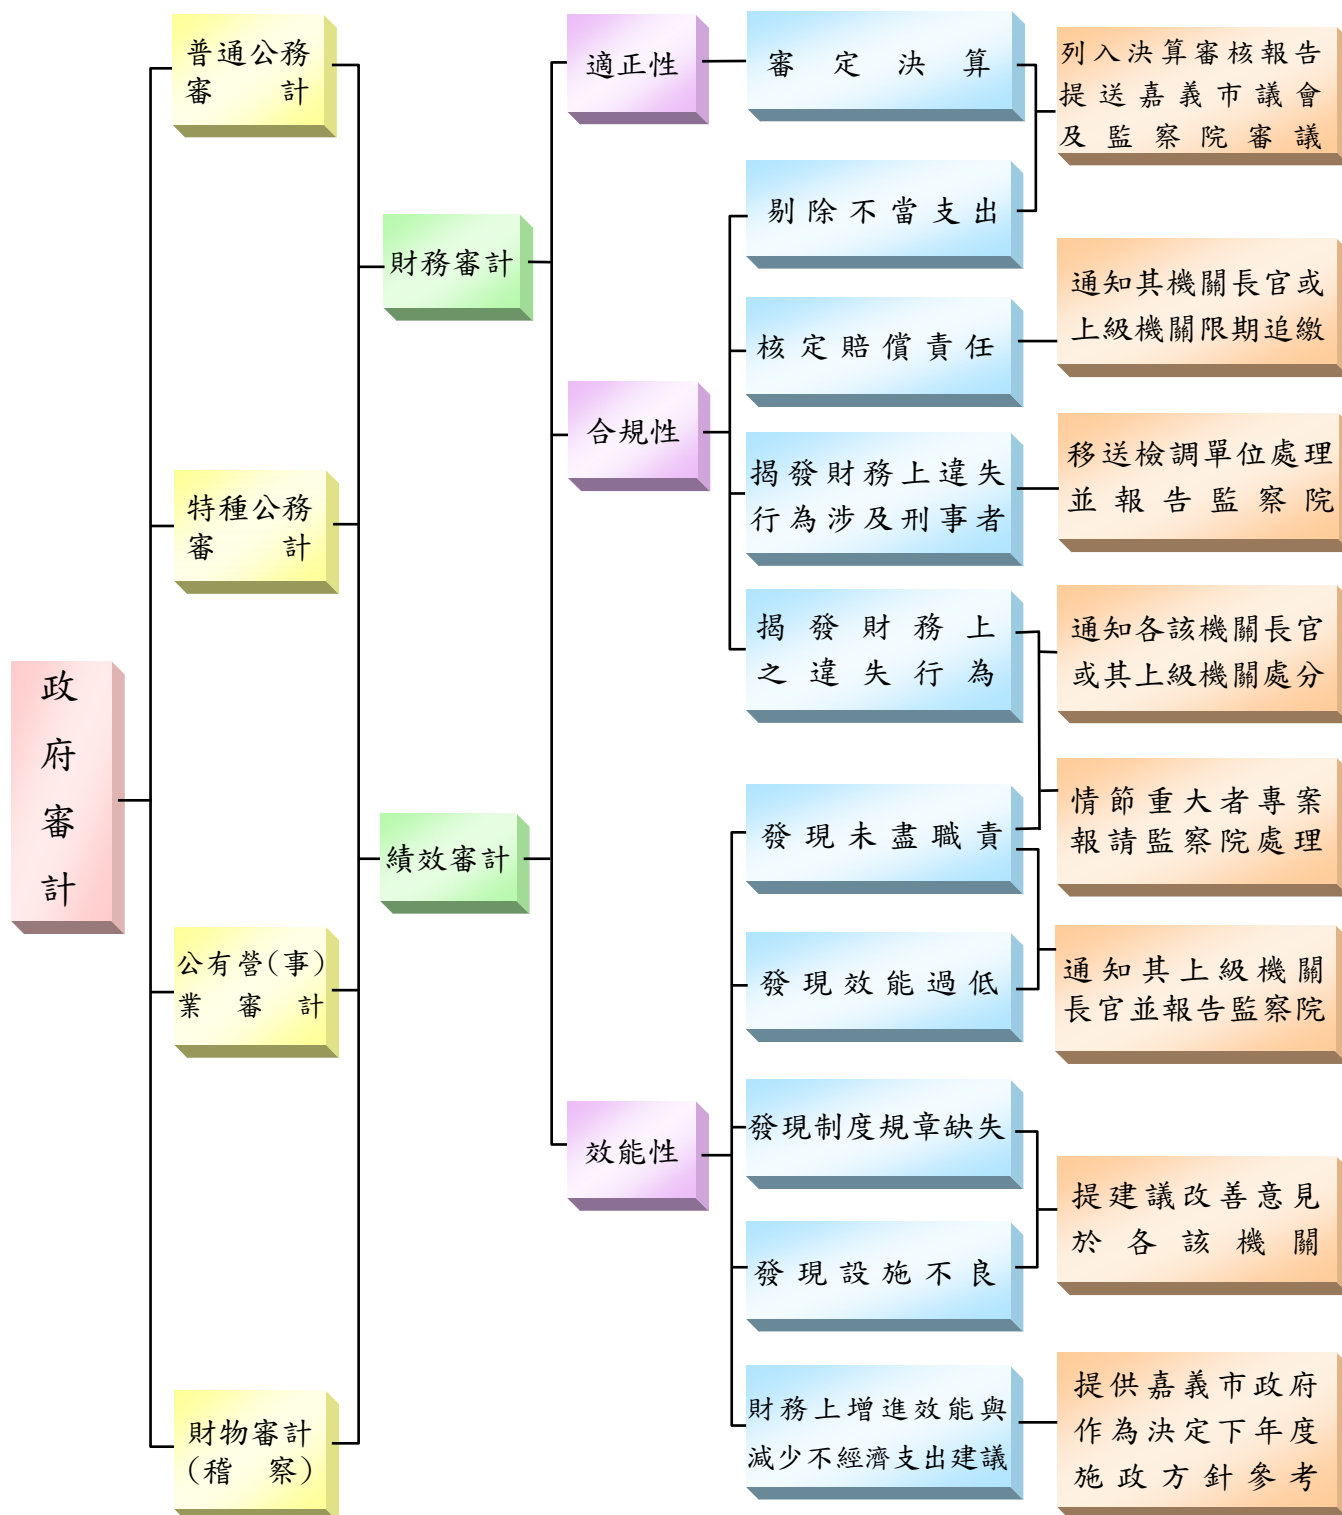 政
府
審
計
普通公務
審計
特種公務
審計
公有營(事)
業審計
財物審計
(稽察)
財務審計
績效審計
適正性
合規性
效能性
審定決算
剔除不當支出
核定賠償責任
揭發財務上違失
行為涉及刑事者
揭發財務上
之違失行為
發現未盡職責
發現效能過低
發現制度規章缺失
發現設施不良
財務上增進效能與
減少不經濟支出建議
列入決算審核報告
提送嘉義市議會
及監察院審議
通知其機關長官或
上級機關限期追繳
移送檢調單位處理
並報告監察院
通知各該機關長官
或其上級機關處分
情節重大者專案
報請監察院處理
通知其上級機關
長官並報告監察院
提建議改善意見
於各該機關
提供嘉義市政府
作為決定下年度
施政方針參考